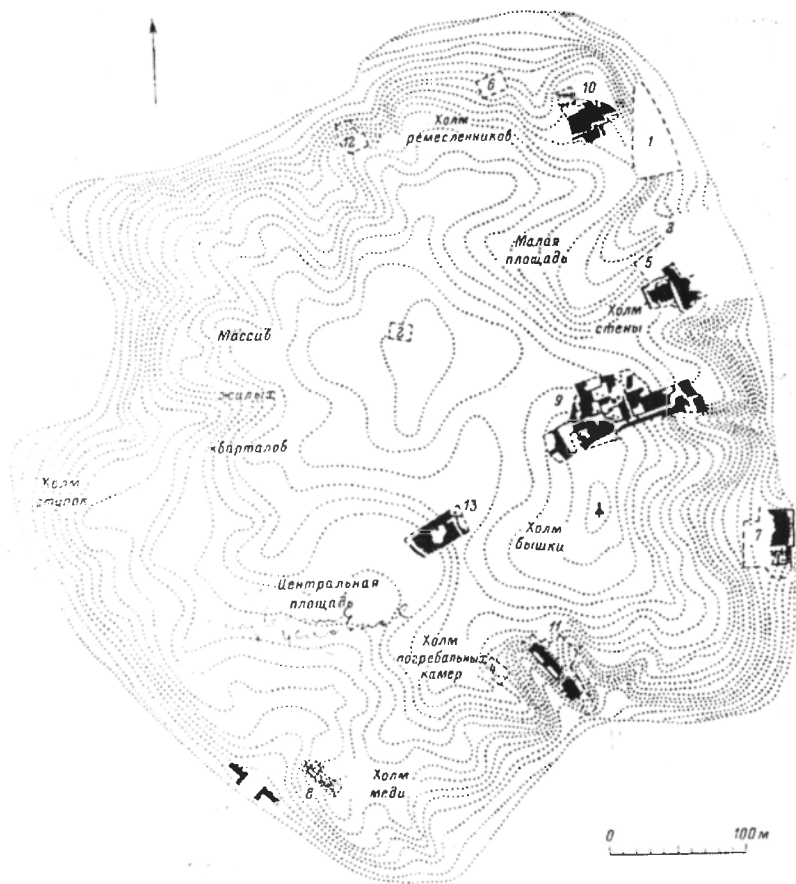 6
10
Холм
ремесленников
1
12
3
Малая
площадь
5
Холм
стены
2
Массив
жилых
9
кварталов
Холм
13
7
Холм
вышки
Центральная
площадь
11
Холм
погребальных
4
камер
Холм
меди
8
0
100 м